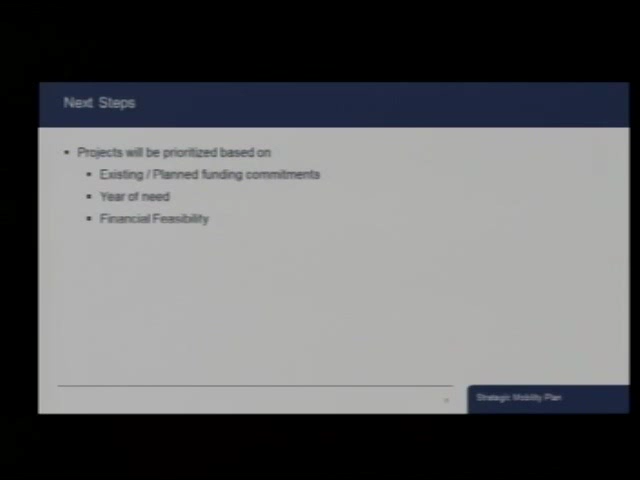 Next Steps
Projects will be prioritized based on
Existing / Planned funding commitments
Year of need
Financial Feasibility
Strategic Mobility Plan